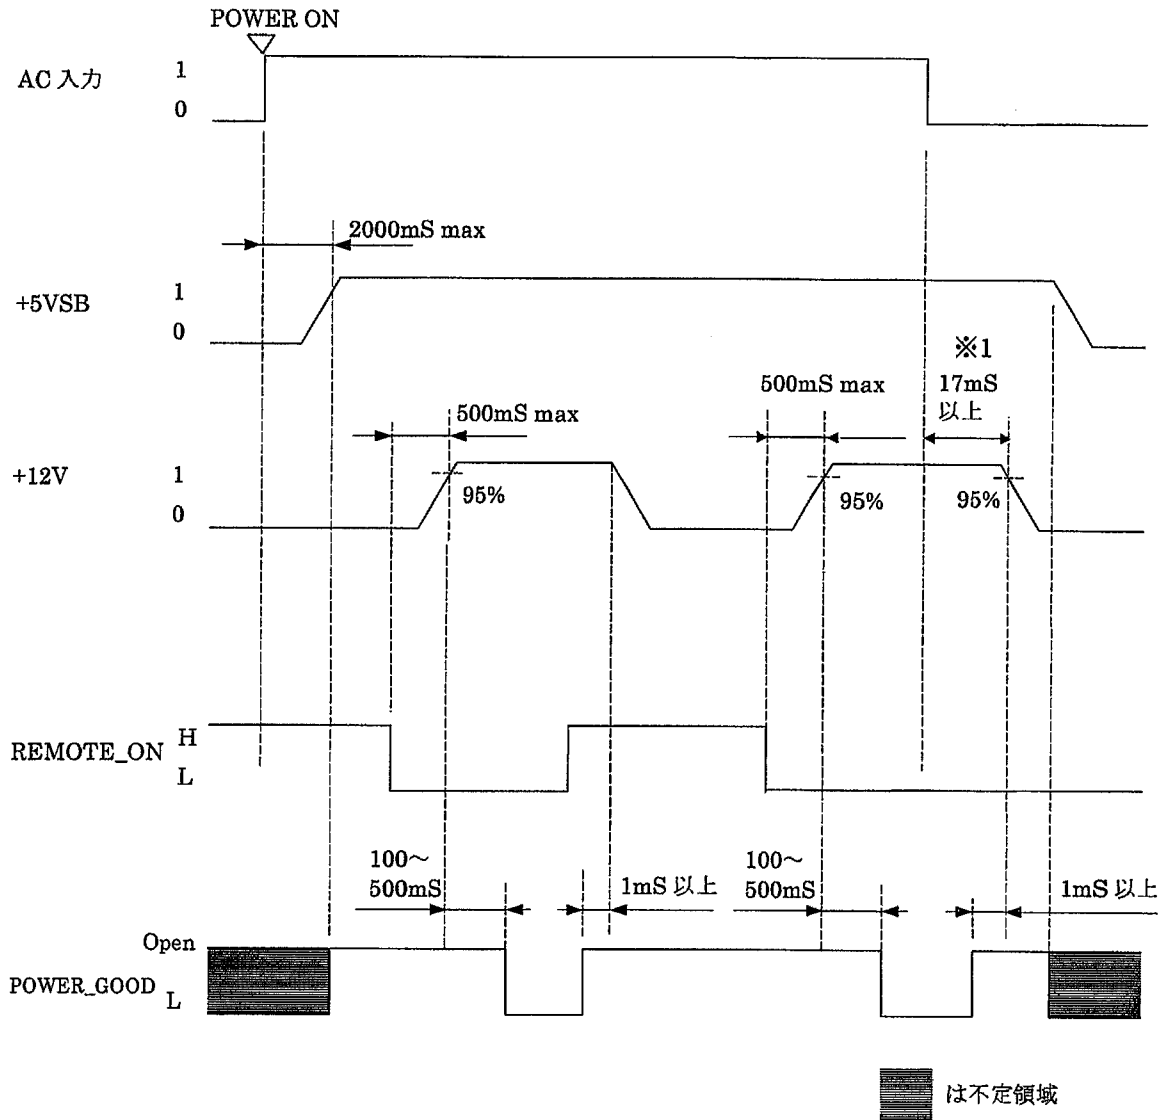 POWER ON
AC 入力
1
0
2000mS max
+5VSB
1
0
※1
500mS max
500mS max
17mS
以上
+12V
1
0
95%
95%
95%
REMOTE_ON
H
L
100～
500mS
1mS 以上
100～
500mS
1mS 以上
Open
POWER_GOOD
L
は不定領域